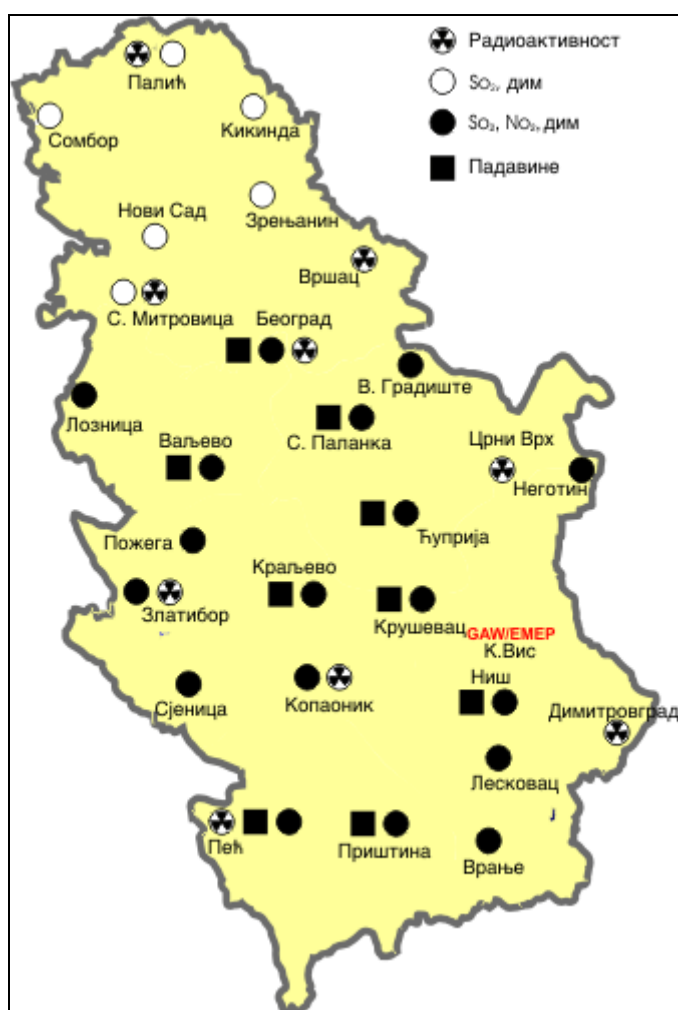 Радиоактивност
So₂, дим
So₂, No₂, дим
Падавине
Палић
Сомбор
Кикинда
Нови Сад
Зрењанин
Вршац
С. Митровица
Београд
В. Градиште
Лозница
Ваљево
С. Паланка
Црни Врх
Неготин
Пожега
Ћуприја
Краљево
Златибор
Крушевац
GAW/EMEP
К.Вис
Сјеница
Копаоник
Ниш
Димитровград
Лесковац
Пећ
Приштина
Врање